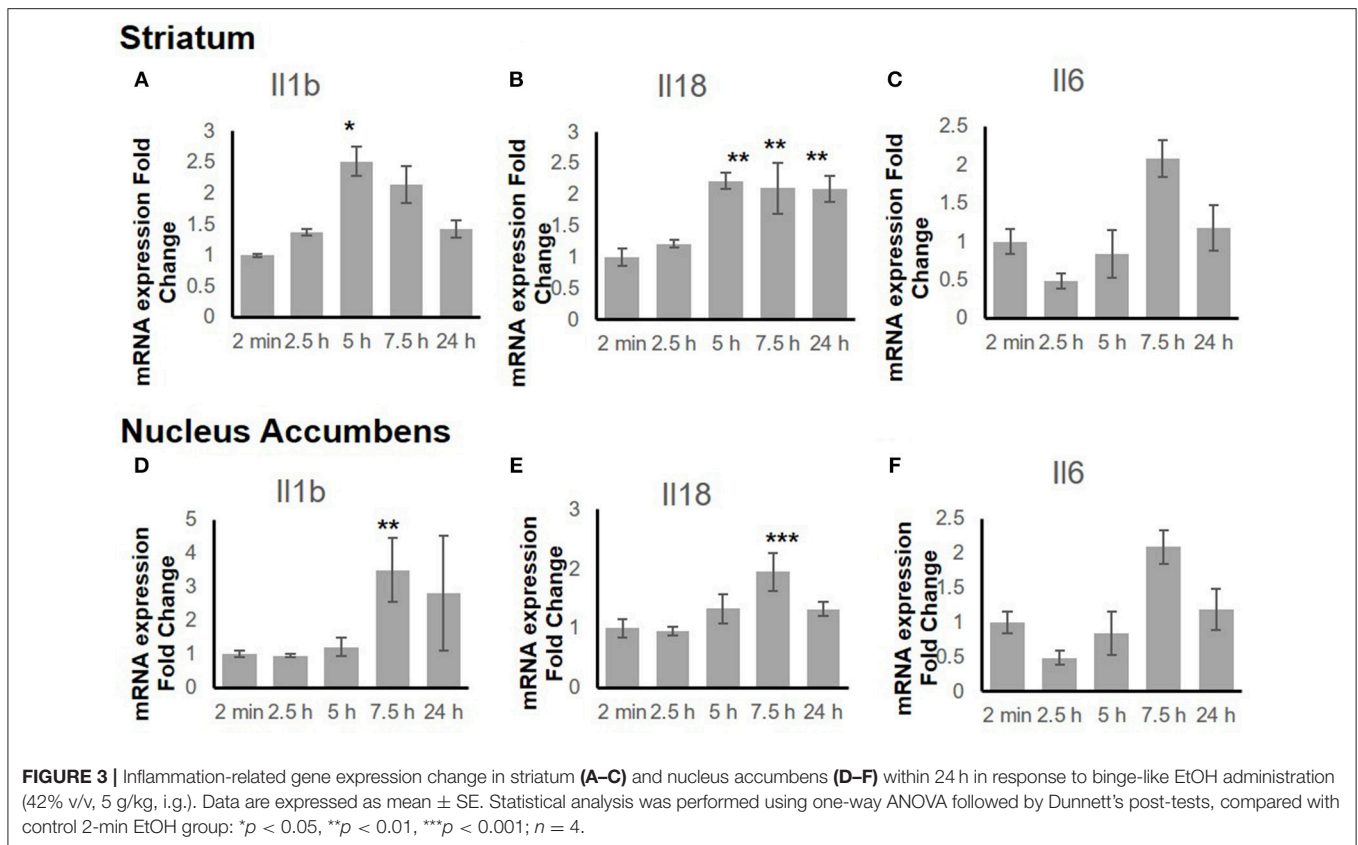 Striatum
A
Il1b
mRNA expression Fold
Change
3
2.5
2
1.5
1
0.5
0
*
2 min 2.5 h 5 h 7.5 h 24 h
B
Il18
mRNA expression Fold
Change
3
2.5
2
1.5
1
0.5
0
** ** **
2 min 2.5 h 5 h 7.5 h 24 h
C
Il6
mRNA expression Fold
Change
2.5
2
1.5
1
0.5
0
2 min 2.5 h 5 h 7.5 h 24 h
Nucleus Accumbens
D
Il1b
mRNA expression
Fold Change
5
4
3
2
1
0
**
2 min 2.5 h 5 h 7.5 h 24 h
E
Il18
mRNA expression
Fold Change
3
2
1
0
***
2 min 2.5 h 5 h 7.5 h 24 h
F
Il6
mRNA expression
Fold Change
2.5
2
1.5
1
0.5
0
2 min 2.5 h 5 h 7.5 h 24 h
FIGURE 3 | Inflammation-related gene expression change in striatum (A–C) and nucleus accumbens (D–F) within 24 h in response to binge-like EtOH administration
(42% v/v, 5 g/kg, i.g.). Data are expressed as mean ± SE. Statistical analysis was performed using one-way ANOVA followed by Dunnett's post-tests, compared with
control 2-min EtOH group: *p < 0.05, **p < 0.01, ***p < 0.001; n = 4.